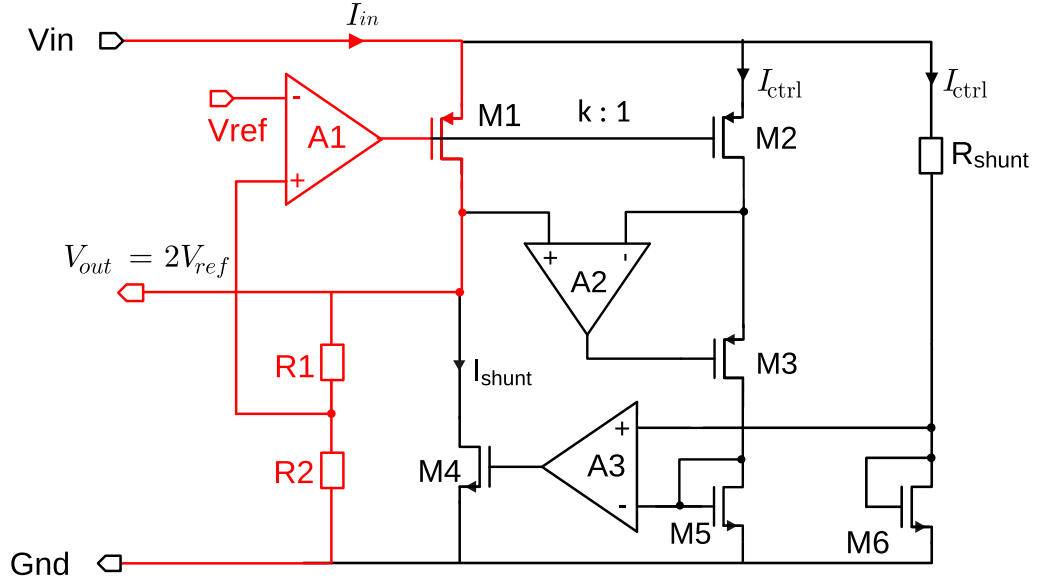 I_in
Vin
I_ctrl
I_ctrl
-
Vref
A1
+
M1
k : 1
M2
R_shunt
V_out = 2V_ref
+
-
A2
R1
I_shunt
M3
+
A3
-
R2
M4
M5
M6
Gnd